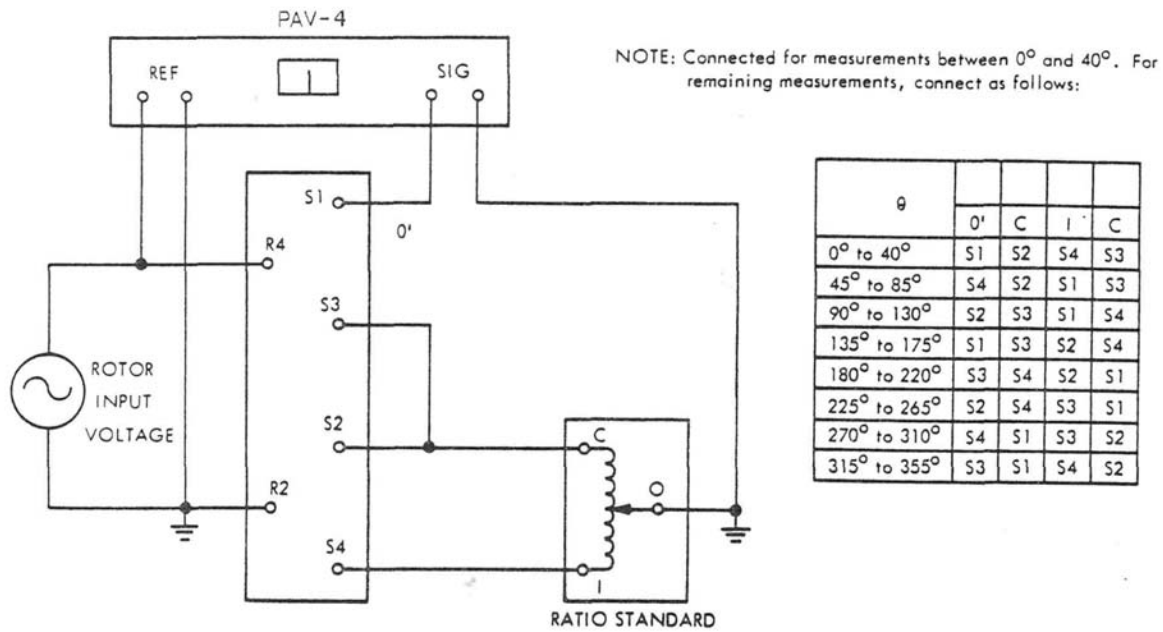 PAV-4
REF
SIG
NOTE: Connected for measurements between 0° and 40°. For
remaining measurements, connect as follows:
S1
0'
R4
S3
ROTOR
INPUT
VOLTAGE
S2
R2
S4
C
O
I
RATIO STANDARD
θ
0' C I C
0° to 40° S1 S2 S4 S3
45° to 85° S4 S2 S1 S3
90° to 130° S2 S3 S1 S4
135° to 175° S1 S3 S2 S4
180° to 220° S3 S4 S2 S1
225° to 265° S2 S4 S3 S1
270° to 310° S4 S1 S3 S2
315° to 355° S3 S1 S4 S2